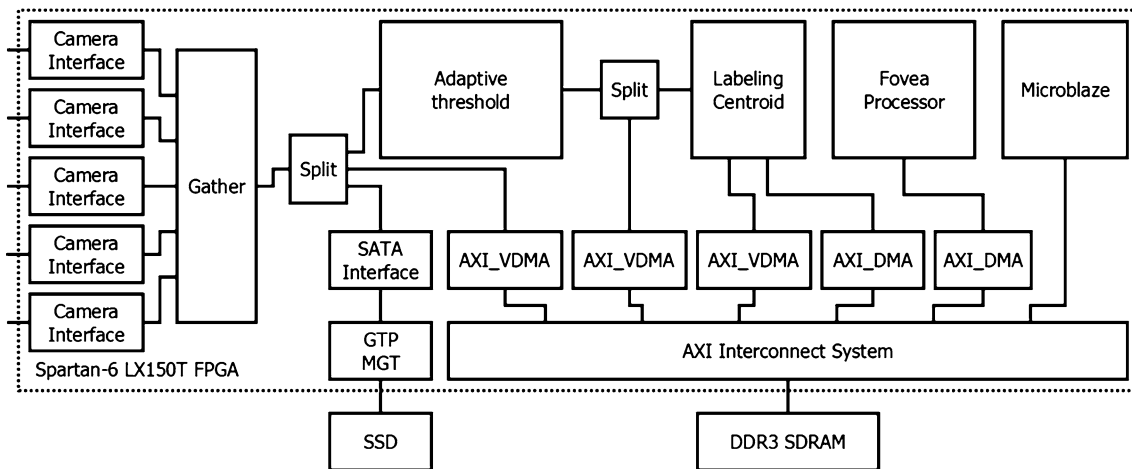 Camera
Interface
Camera
Interface
Camera
Interface
Camera
Interface
Camera
Interface
Gather
Split
Adaptive
threshold
Split
Labeling
Centroid
Fovea
Processor
Microblaze
SATA
Interface
AXI_VDMA
AXI_VDMA
AXI_VDMA
AXI_DMA
AXI_DMA
GTP
MGT
AXI Interconnect System
Spartan-6 LX150T FPGA
SSD
DDR3 SDRAM